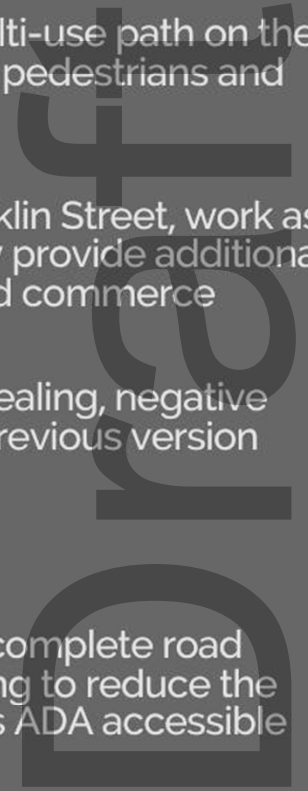 lti-use path on the
pedestrians and
klin Street, work as
provide additiona
d commerce
ealing, negative
revious version
complete road
ng to reduce the
s ADA accessible
Draft